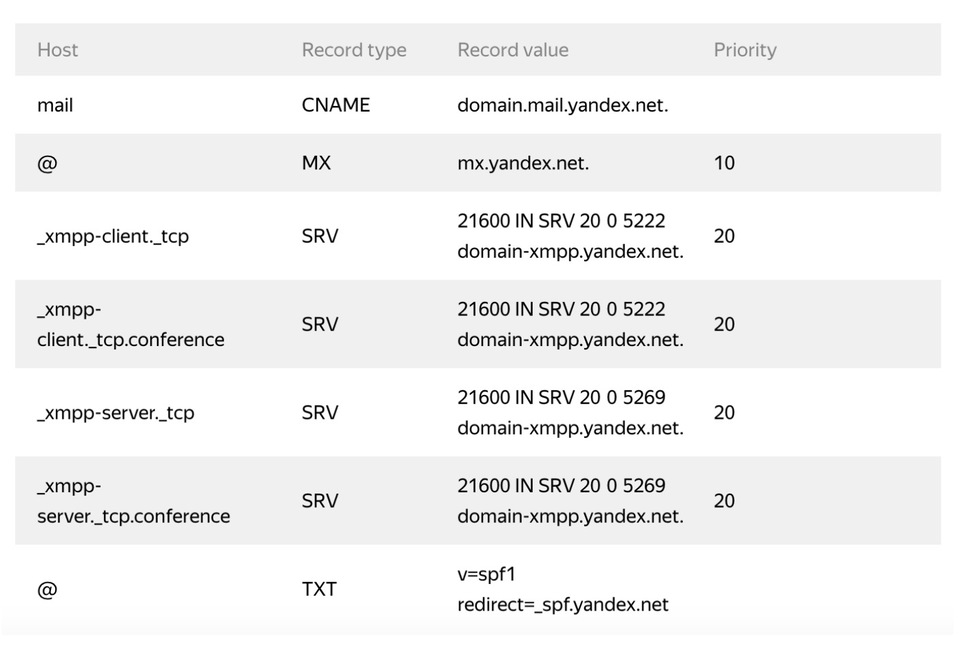 Host Record type Record value Priority
mail CNAME domain.mail.yandex.net.
@ MX mx.yandex.net. 10
_xmpp-client._tcp SRV 21600 IN SRV 20 0 5222
domain-xmpp.yandex.net. 20
_xmpp-
client._tcp.conference SRV 21600 IN SRV 20 0 5222
domain-xmpp.yandex.net. 20
_xmpp-server._tcp SRV 21600 IN SRV 20 0 5269
domain-xmpp.yandex.net. 20
_xmpp-
server._tcp.conference SRV 21600 IN SRV 20 0 5269
domain-xmpp.yandex.net. 20
@ TXT v=spf1
redirect=_spf.yandex.net